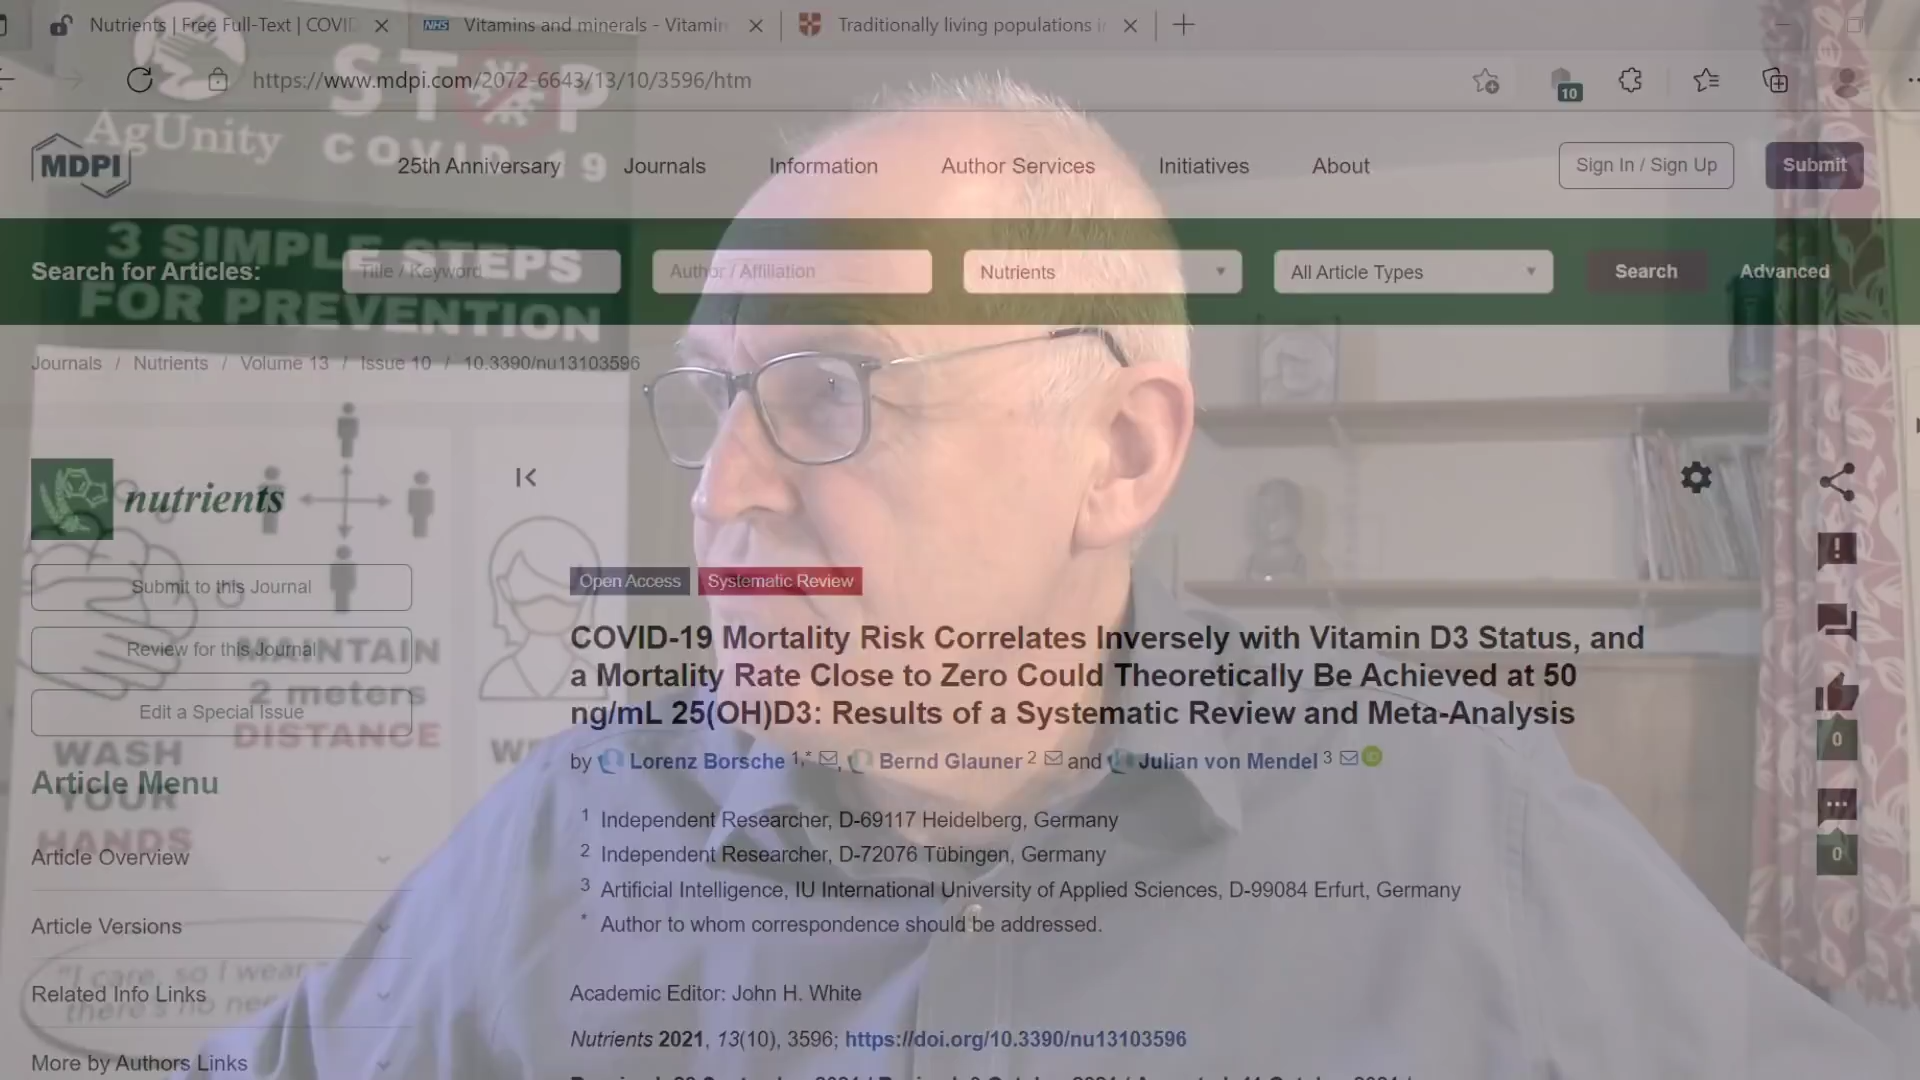 Nutrients | Free Full-Text | COVID
NHS Vitamins and minerals - Vitamin
Traditionally living populations i
https://www.mdpi.com/2072-6643/13/10/3596/htm
10
STOP
COVID 19
AgUnity
MDPI
25th Anniversary Journals Information Author Services Initiatives About
Sign In / Sign Up Submit
3 SIMPLE STEPS
FOR PREVENTION
Search for Articles: Title / Keyword Author / Affiliation Nutrients All Article Types Search Advanced
Journals / Nutrients / Volume 13 / Issue 10 / 10.3390/nu13103596
nutrients
Submit to this Journal
Review for this Journal
Edit a Special Issue
MAINTAIN
2 meters
DISTANCE
WASH
YOUR
HANDS
Article Menu
Article Overview
Article Versions
"I care, so I wear
Related Info Links
More by Authors Links
Open Access Systematic Review
COVID-19 Mortality Risk Correlates Inversely with Vitamin D3 Status, and
a Mortality Rate Close to Zero Could Theoretically Be Achieved at 50
ng/mL 25(OH)D3: Results of a Systematic Review and Meta-Analysis
by Lorenz Borsche 1,* , Bernd Glauner 2 and Julian von Mendel 3
1 Independent Researcher, D-69117 Heidelberg, Germany
2 Independent Researcher, D-72076 Tübingen, Germany
3 Artificial Intelligence, IU International University of Applied Sciences, D-99084 Erfurt, Germany
* Author to whom correspondence should be addressed.
Academic Editor: John H. White
Nutrients 2021, 13(10), 3596; https://doi.org/10.3390/nu13103596
0
0